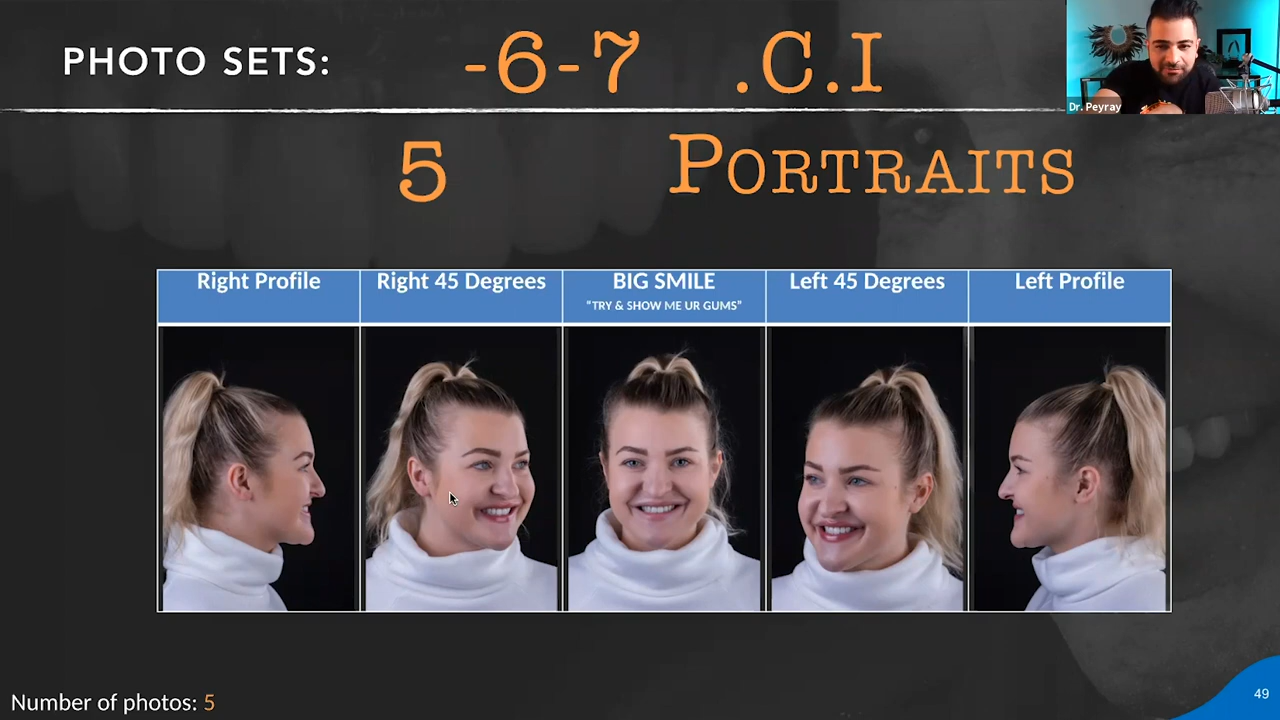 PHOTO SETS:
-6-7 .C.I
Dr. Peyray
5 PORTRAITS
Right Profile
Right 45 Degrees
BIG SMILE
"TRY & SHOW ME UR GUMS"
Left 45 Degrees
Left Profile
Number of photos: 5
49